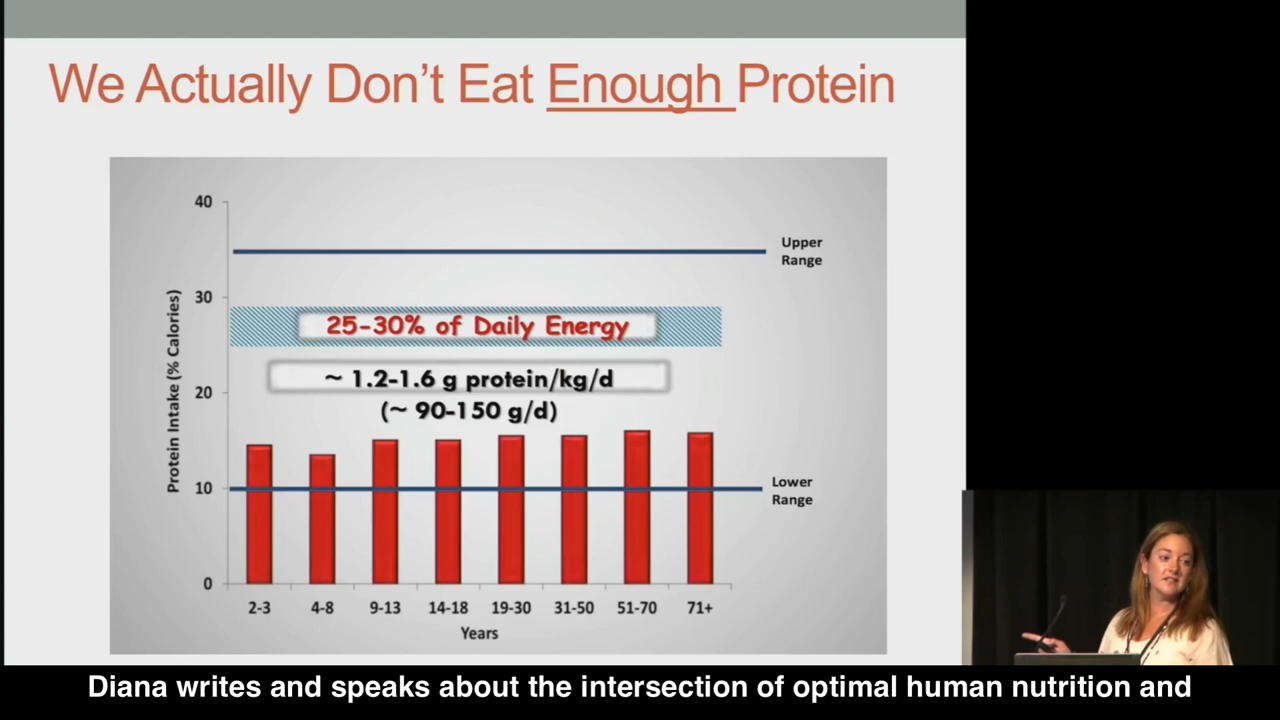 We Actually Don't Eat Enough Protein
40
Upper
Range
30
25-30% of Daily Energy
~ 1.2-1.6 g protein/kg/d
20
(~ 90-150 g/d)
Protein Intake (% Calories)
10
Lower
Range
0
2-3 4-8 9-13 14-18 19-30 31-50 51-70 71+
Years
Diana writes and speaks about the intersection of optimal human nutrition and